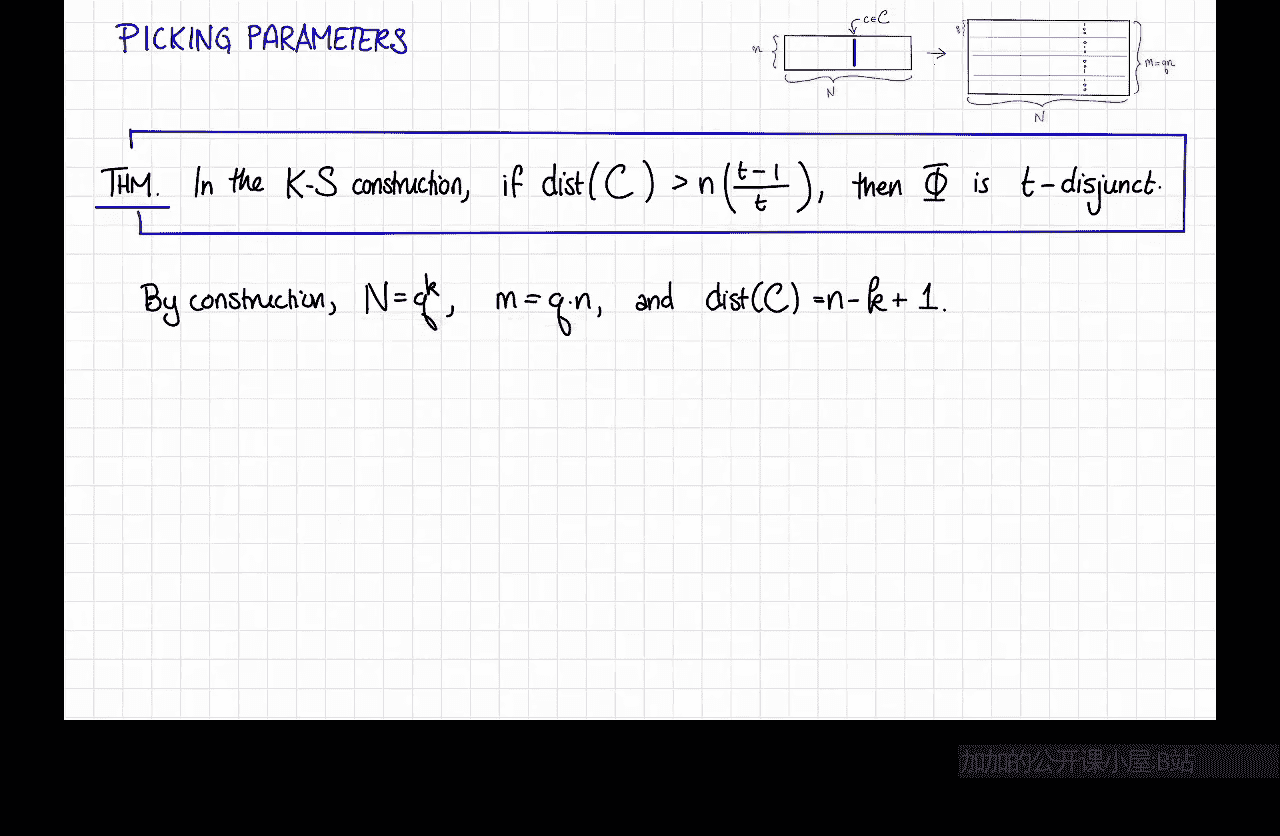 PICKING PARAMETERS
c∈C
n
N
q
m=qn
N
THM. In the K-S construction, if dist(C) > n(t-1/t), then Φ is t-disjunct.
By construction, N=q^k, m=q·n, and dist(C)=n-k+1.
加加的公开课小屋:B站